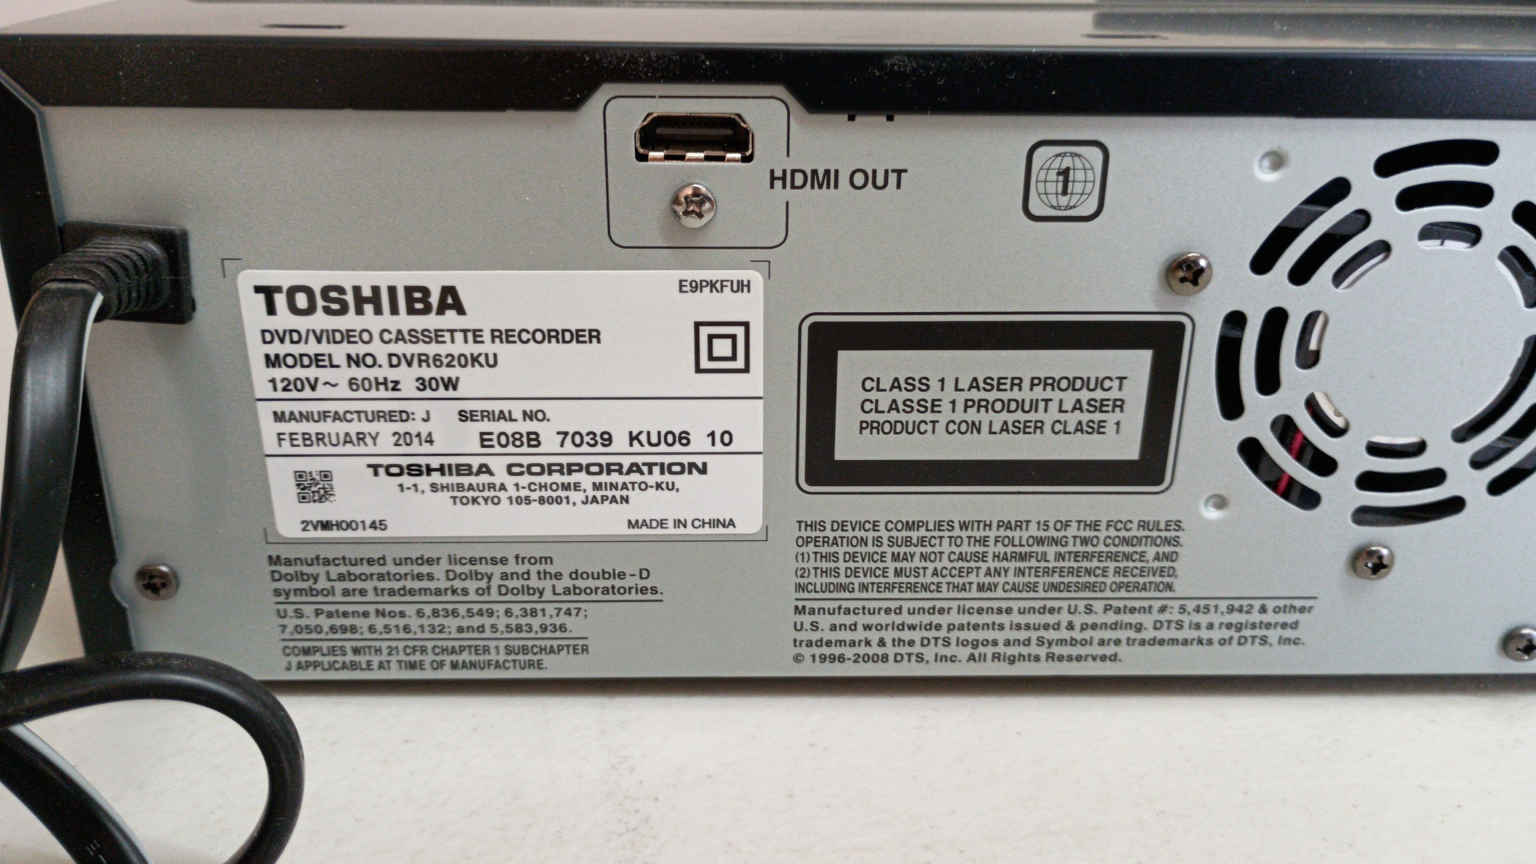 HDMI OUT
1
TOSHIBA
E9PKFUH
DVD/VIDEO CASSETTE RECORDER
MODEL NO. DVR620KU
120V~ 60Hz 30W
MANUFACTURED: J SERIAL NO.
FEBRUARY 2014 E08B 7039 KU06 10
TOSHIBA CORPORATION
1-1, SHIBAURA 1-CHOME, MINATO-KU,
TOKYO 105-8001, JAPAN
2VMH00145 MADE IN CHINA
Manufactured under license from
Dolby Laboratories. Dolby and the double-D
symbol are trademarks of Dolby Laboratories.
U.S. Patene Nos. 6,836,549; 6,381,747;
7,050,698; 6,516,132; and 5,583,936.
COMPLIES WITH 21 CFR CHAPTER 1 SUBCHAPTER
J APPLICABLE AT TIME OF MANUFACTURE.
CLASS 1 LASER PRODUCT
CLASSE 1 PRODUIT LASER
PRODUCT CON LASER CLASE 1
THIS DEVICE COMPLIES WITH PART 15 OF THE FCC RULES.
OPERATION IS SUBJECT TO THE FOLLOWING TWO CONDITIONS.
(1) THIS DEVICE MAY NOT CAUSE HARMFUL INTERFERENCE, AND
(2) THIS DEVICE MUST ACCEPT ANY INTERFERENCE RECEIVED,
INCLUDING INTERFERENCE THAT MAY CAUSE UNDESIRED OPERATION.
Manufactured under license under U.S. Patent #: 5,451,942 & other
U.S. and worldwide patents issued & pending. DTS is a registered
trademark & the DTS logos and Symbol are trademarks of DTS, Inc.
© 1996-2008 DTS, Inc. All Rights Reserved.